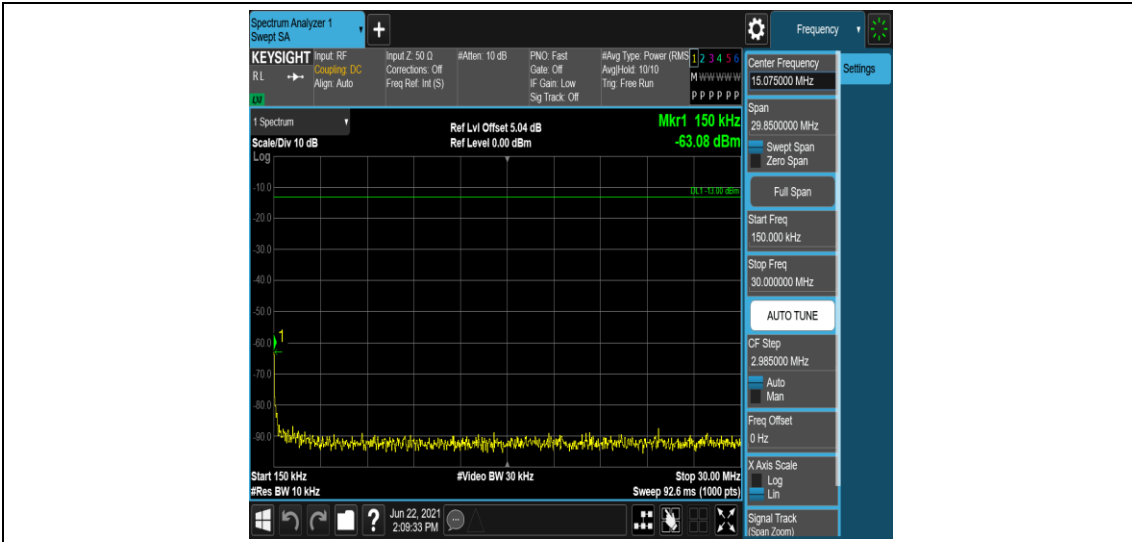 Spectrum Analyzer 1
Swept SA
+
Frequency
KEYSIGHT
RL
LXI
Input: RF
Coupling: DC
Align: Auto
Input Z: 50 Ω
Corrections: Off
Freq Ref: Int (S)
#Atten: 10 dB
PNO: Fast
Gate: Off
IF Gain: Low
Sig Track: Off
#Avg Type: Power (RMS
Avg|Hold: 10/10
Trig: Free Run
1 2 3 4 5 6
M W W W W W
P P P P P P
1 Spectrum
Scale/Div 10 dB
Log
Ref Lvl Offset 5.04 dB
Ref Level 0.00 dBm
Mkr1 150 kHz
-63.08 dBm
DL1 -13.00 dBm
-10.0
-20.0
-30.0
-40.0
-50.0
-60.0
-70.0
-80.0
-90.0
1
Start 150 kHz
#Video BW 30 kHz
Stop 30.00 MHz
#Res BW 10 kHz
Sweep 92.6 ms (1000 pts)
?
Jun 22, 2021
2:09:33 PM
Center Frequency
15.075000 MHz
Settings
Span
29.8500000 MHz
Swept Span
Zero Span
Full Span
Start Freq
150.000 kHz
Stop Freq
30.000000 MHz
AUTO TUNE
CF Step
2.985000 MHz
Auto
Man
Freq Offset
0 Hz
X Axis Scale
Log
Lin
Signal Track
(Span Zoom)